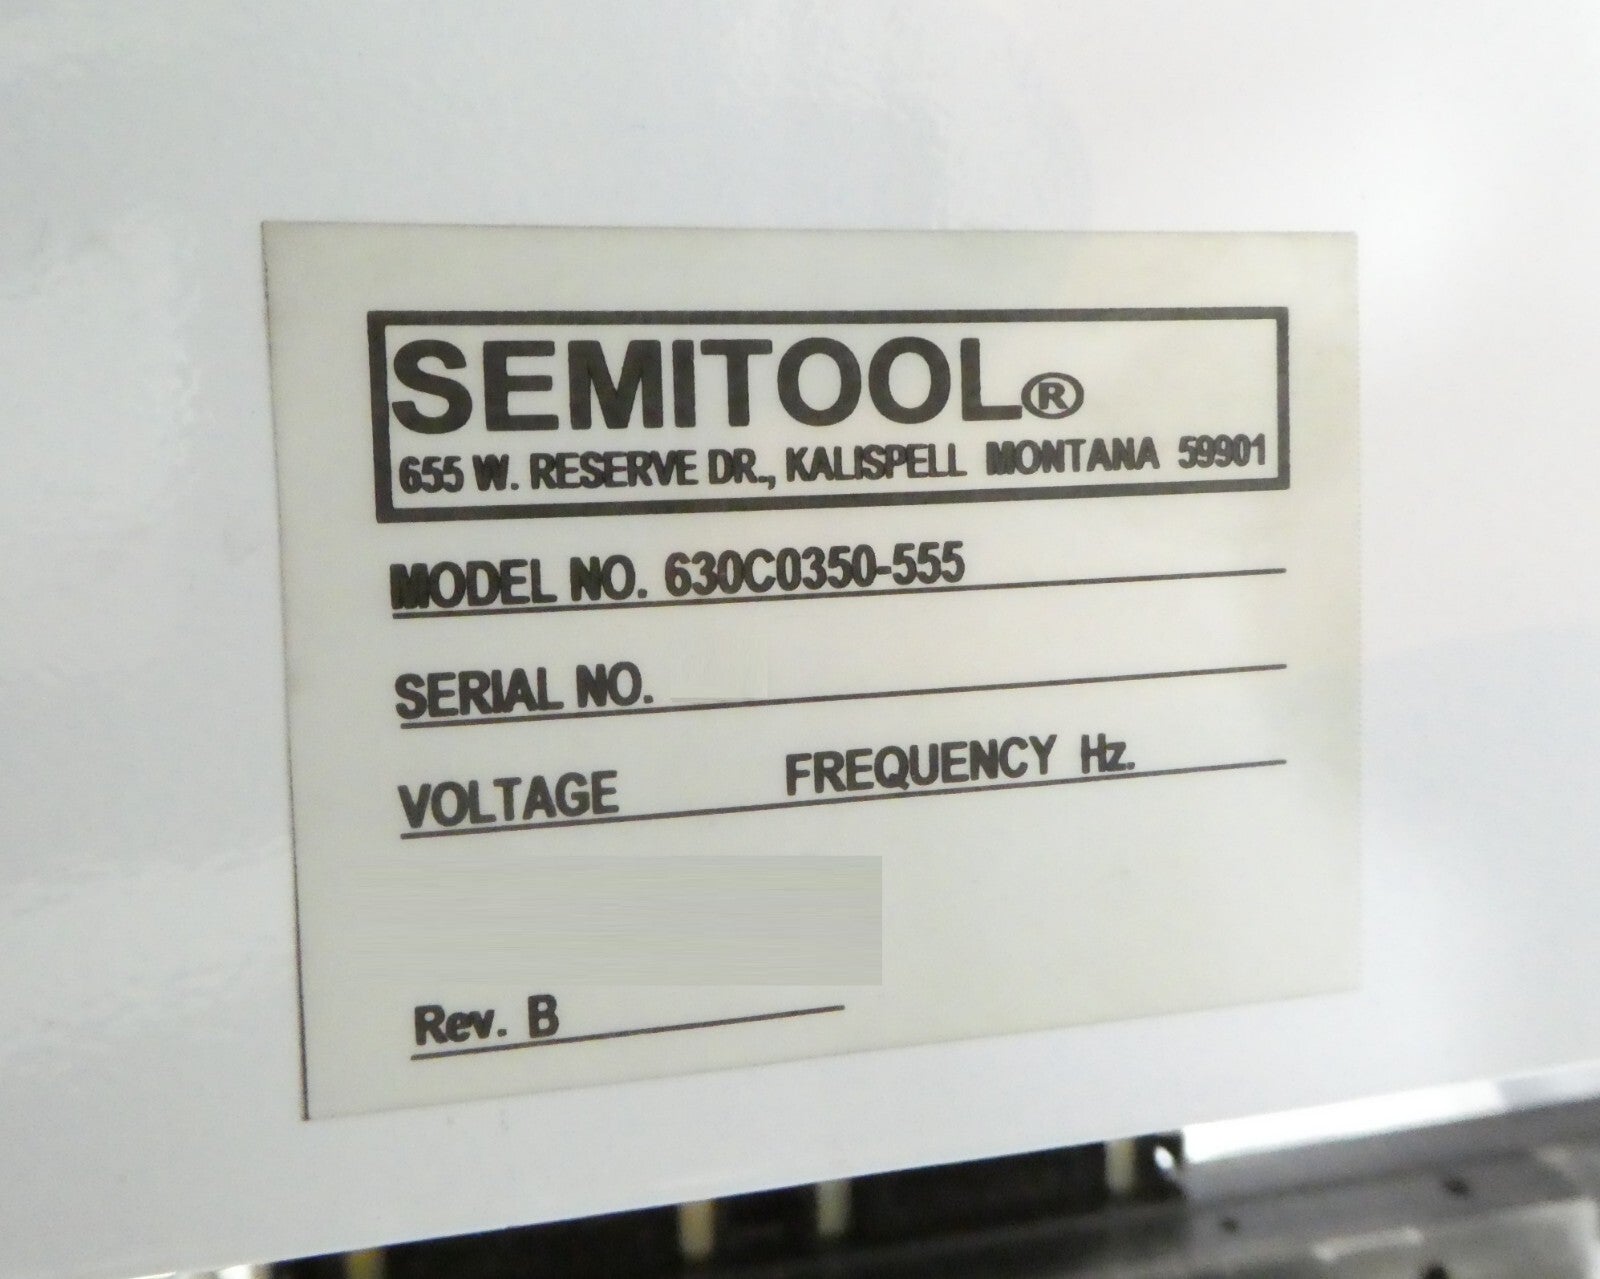 SEMITOOL®
655 W. RESERVE DR., KALISPELL MONTANA 59901
MODEL NO. 630C0350-555
SERIAL NO.
VOLTAGE FREQUENCY Hz.
Rev. B